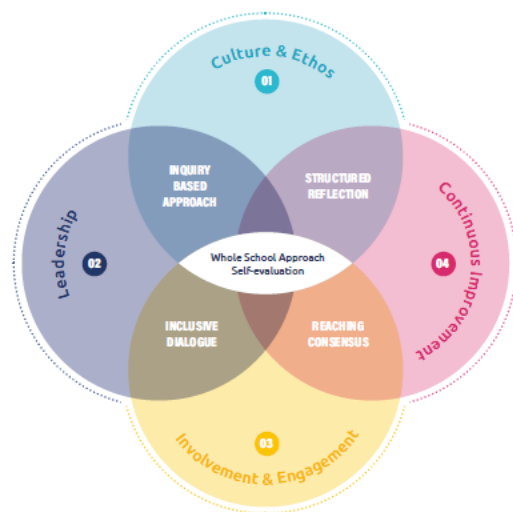 Culture & Ethos
01
INQUIRY
BASED
APPROACH
STRUCTURED
REFLECTION
Leadership
02
Whole School Approach
Self-evaluation
04
Continuous Improvement
INCLUSIVE
DIALOGUE
REACHING
CONSENSUS
03
Involvement & Engagement